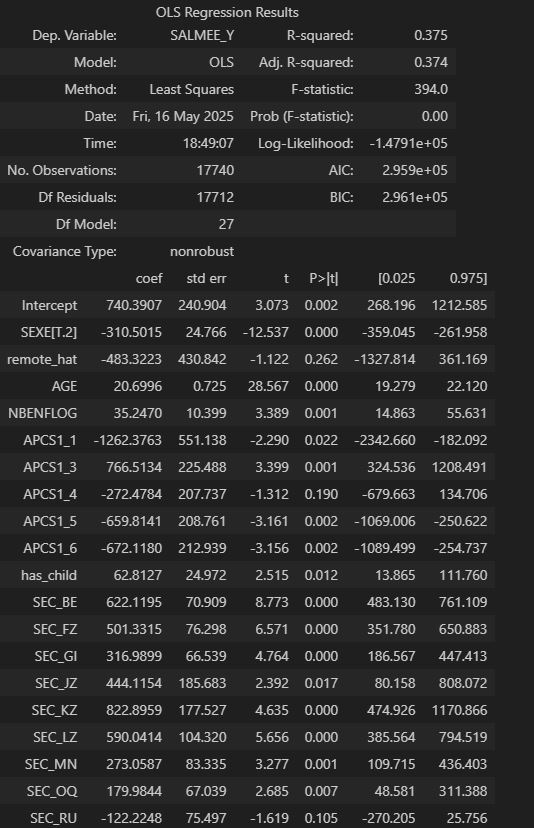 OLS Regression Results
Dep. Variable: SALMEE_Y R-squared: 0.375
Model: OLS Adj. R-squared: 0.374
Method: Least Squares F-statistic: 394.0
Date: Fri, 16 May 2025 Prob (F-statistic): 0.00
Time: 18:49:07 Log-Likelihood: -1.4791e+05
No. Observations: 17740 AIC: 2.959e+05
Df Residuals: 17712 BIC: 2.961e+05
Df Model: 27
Covariance Type: nonrobust
coef std err t P>|t| [0.025 0.975]
Intercept 740.3907 240.904 3.073 0.002 268.196 1212.585
SEXE[T.2] -310.5015 24.766 -12.537 0.000 -359.045 -261.958
remote_hat -483.3223 430.842 -1.122 0.262 -1327.814 361.169
AGE 20.6996 0.725 28.567 0.000 19.279 22.120
NBENFLOG 35.2470 10.399 3.389 0.001 14.863 55.631
APCS1_1 -1262.3763 551.138 -2.290 0.022 -2342.660 -182.092
APCS1_3 766.5134 225.488 3.399 0.001 324.536 1208.491
APCS1_4 -272.4784 207.737 -1.312 0.190 -679.663 134.706
APCS1_5 -659.8141 208.761 -3.161 0.002 -1069.006 -250.622
APCS1_6 -672.1180 212.939 -3.156 0.002 -1089.499 -254.737
has_child 62.8127 24.972 2.515 0.012 13.865 111.760
SEC_BE 622.1195 70.909 8.773 0.000 483.130 761.109
SEC_FZ 501.3315 76.298 6.571 0.000 351.780 650.883
SEC_GI 316.9899 66.539 4.764 0.000 186.567 447.413
SEC_JZ 444.1154 185.683 2.392 0.017 80.158 808.072
SEC_KZ 822.8959 177.527 4.635 0.000 474.926 1170.866
SEC_LZ 590.0414 104.320 5.656 0.000 385.564 794.519
SEC_MN 273.0587 83.335 3.277 0.001 109.715 436.403
SEC_OQ 179.9844 67.039 2.685 0.007 48.581 311.388
SEC_RU -122.2248 75.497 -1.619 0.105 -270.205 25.756